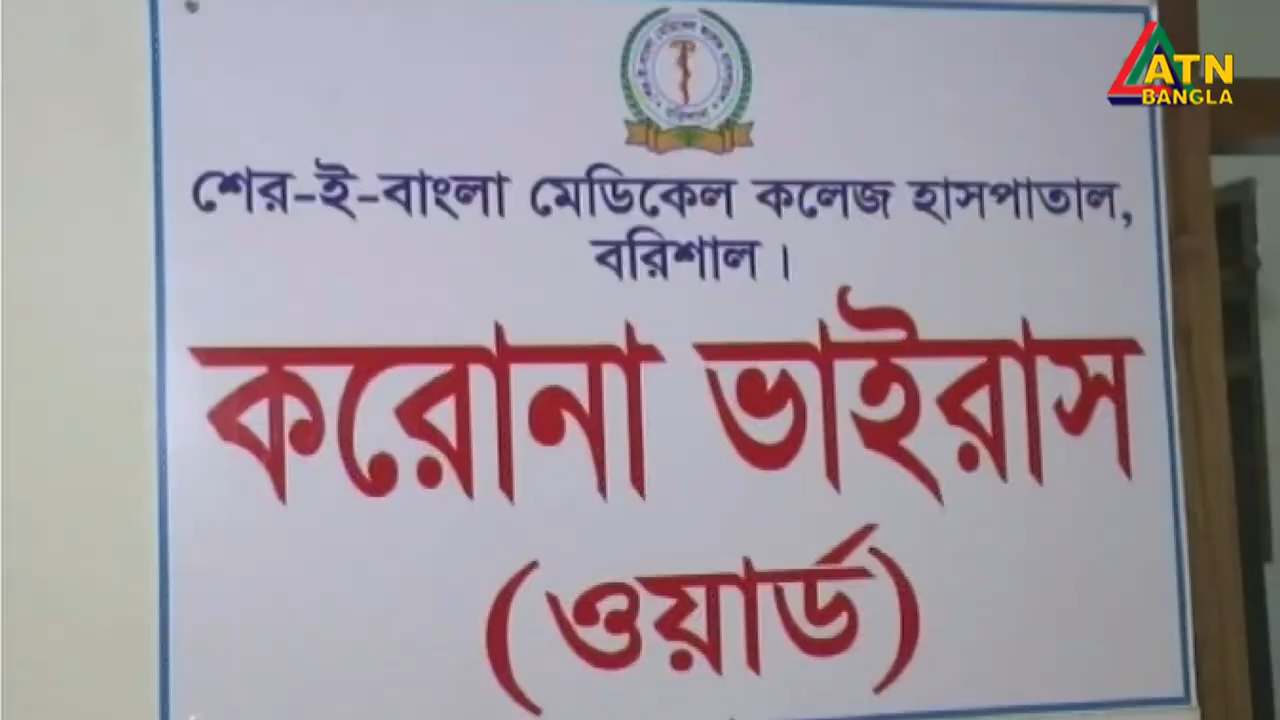 শের-ই-বাংলা মেডিকেল কলেজ হাসপাতাল,
বরিশাল।
করোনা ভাইরাস
(ওয়ার্ড)
ATN
BANGLA